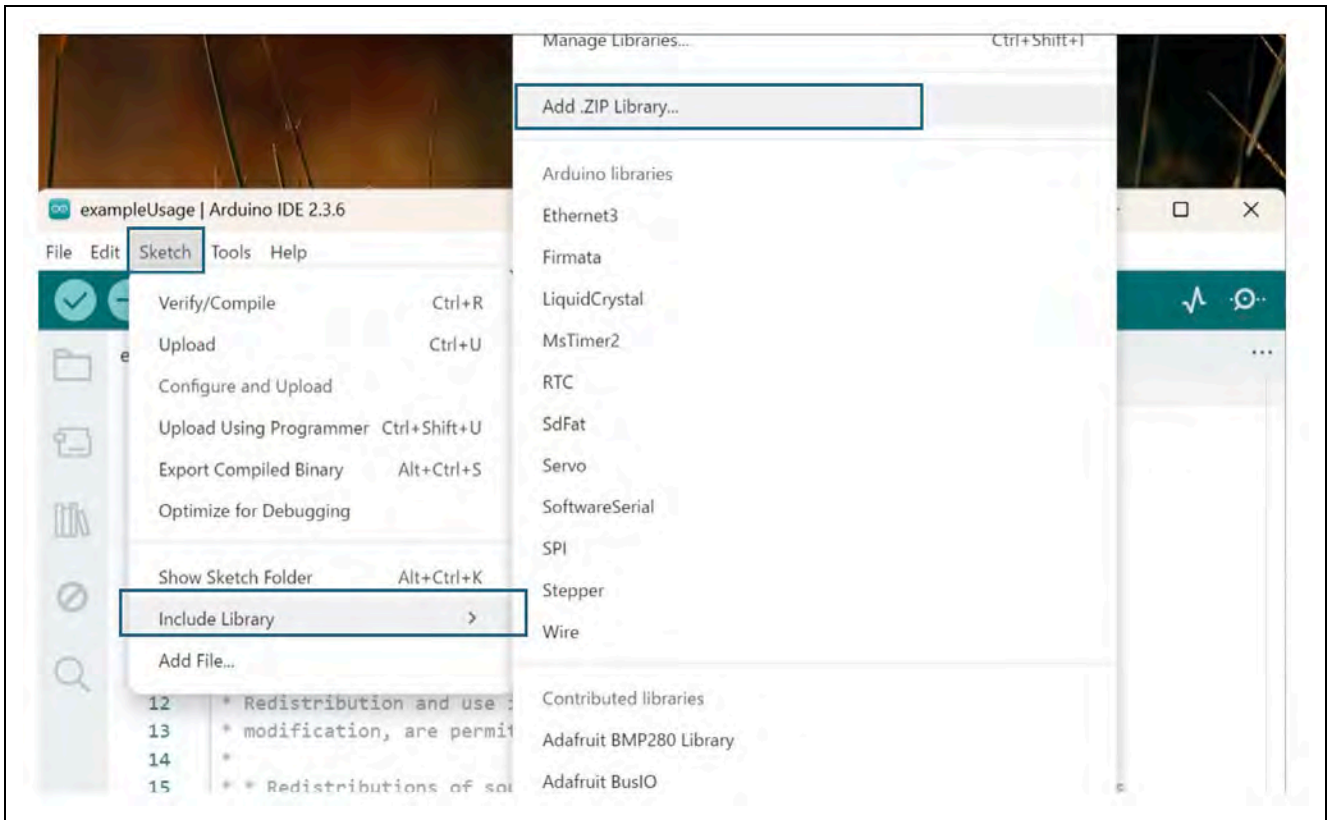 Manage Libraries... Ctrl+Shift+I
Add .ZIP Library...
Arduino libraries
Ethernet3
Firmata
LiquidCrystal
MsTimer2
RTC
SdFat
Servo
SoftwareSerial
SPI
Stepper
Wire
Contributed libraries
Adafruit BMP280 Library
Adafruit BusIO
exampleUsage | Arduino IDE 2.3.6
File Edit Sketch Tools Help
Verify/Compile Ctrl+R
Upload Ctrl+U
Configure and Upload
Upload Using Programmer Ctrl+Shift+U
Export Compiled Binary Alt+Ctrl+S
Optimize for Debugging
Show Sketch Folder Alt+Ctrl+K
Include Library >
Add File...
12 * Redistribution and use
13 * modification, are permit
14 *
15 * * Redistributions of sou